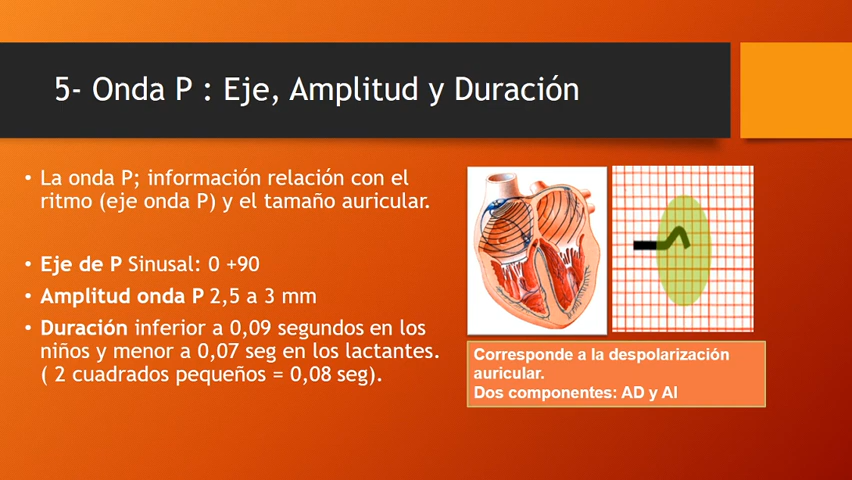 5- Onda P : Eje, Amplitud y Duración
• La onda P; información relación con el
ritmo (eje onda P) y el tamaño auricular.
• Eje de P Sinusal: 0 +90
• Amplitud onda P 2,5 a 3 mm
• Duración inferior a 0,09 segundos en los
niños y menor a 0,07 seg en los lactantes.
( 2 cuadrados pequeños = 0,08 seg).
Corresponde a la despolarización
auricular.
Dos componentes: AD y AI